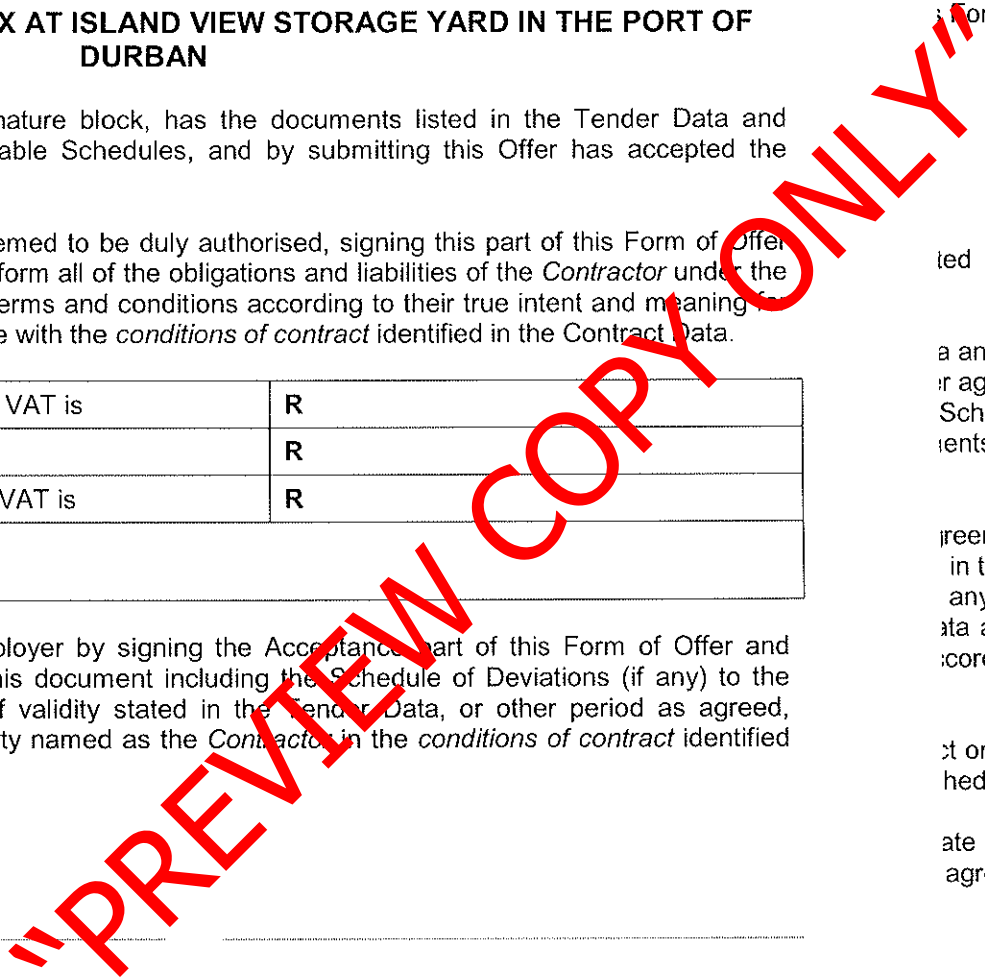 X AT ISLAND VIEW STORAGE YARD IN THE PORT OF
DURBAN
nature block, has the documents listed in the Tender Data and
able Schedules, and by submitting this Offer has accepted the
emed to be duly authorised, signing this part of this Form of Offer
form all of the obligations and liabilities of the Contractor under the
erms and conditions according to their true intent and meaning for
e with the conditions of contract identified in the Contract Data.
VAT is R
R
VAT is R
ployer by signing the Acceptance part of this Form of Offer and
his document including the Schedule of Deviations (if any) to the
f validity stated in the Tender Data, or other period as agreed,
ty named as the Contractor in the conditions of contract identified
"PREVIEW COPY ONLY"
s For
ted
a an
r ag
Sch
ents
green
in t
any
ata a
core
ct or
hed
ate
agr